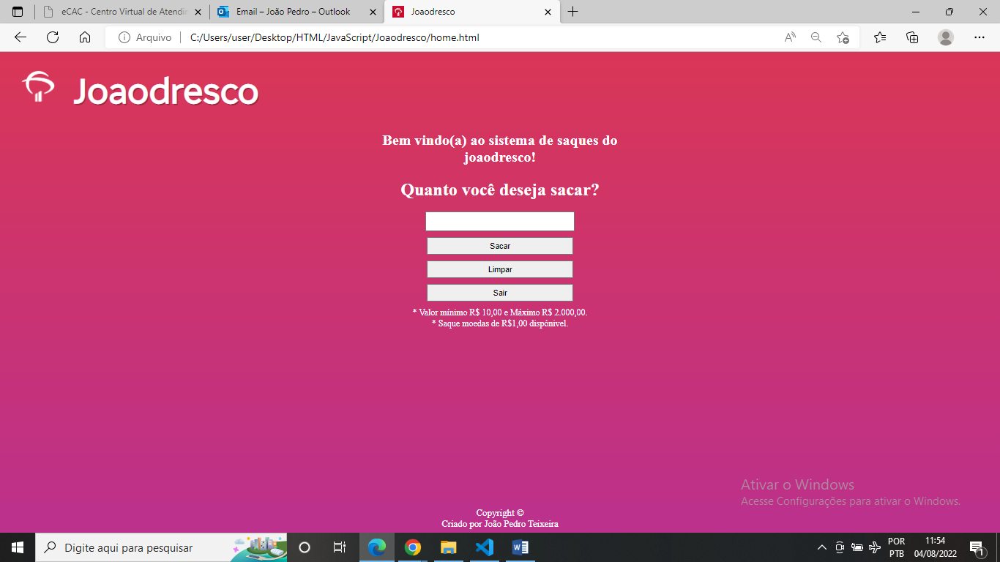 eCAC - Centro Virtual de Atendir
Email – João Pedro – Outlook
Joaodresco
Arquivo
C:/Users/user/Desktop/HTML/JavaScript/Joaodresco/home.html
Joaodresco
Bem vindo(a) ao sistema de saques do
joaodresco!
Quanto você deseja sacar?
Sacar
Limpar
Sair
* Valor mínimo R$ 10,00 e Máximo R$ 2.000,00.
* Saque moedas de R$1,00 dispónivel.
Ativar o Windows
Acesse Configurações para ativar o Windows.
Copyright ©
Criado por João Pedro Teixeira
Digite aqui para pesquisar
POR
PTB
11:54
04/08/2022
1